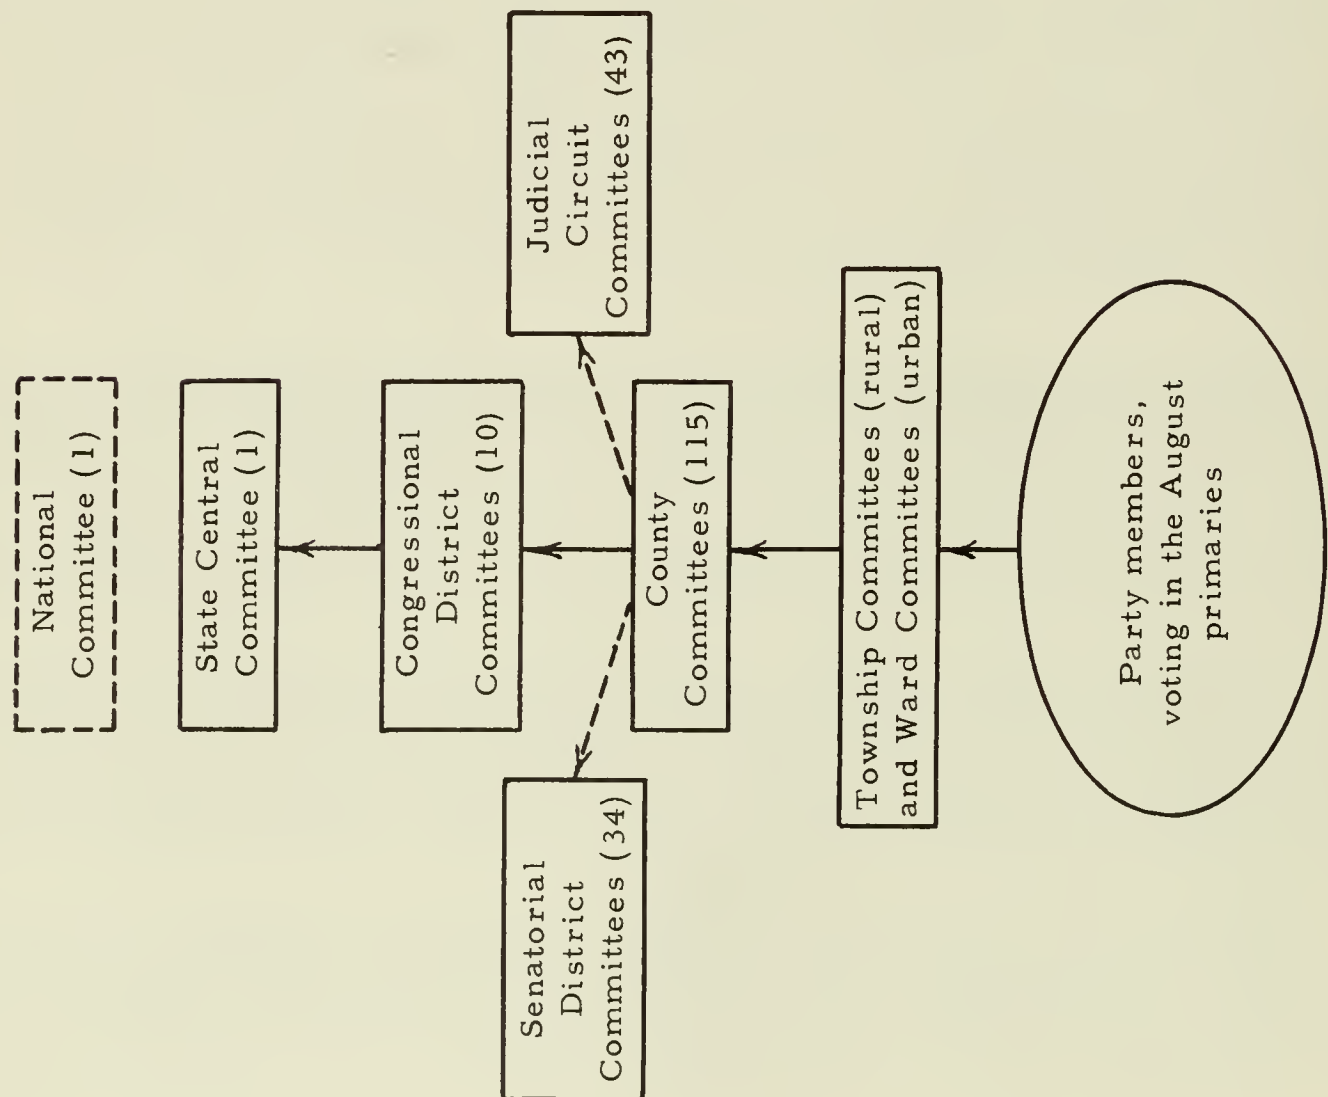 National
Committee (1)
State Central
Committee (1)
Congressional
District
Committees (10)
Judicial
Circuit
Committees (43)
Senatorial
District
Committees (34)
County
Committees (115)
Township Committees (rural)
and Ward Committees (urban)
Party members,
voting in the August
primaries